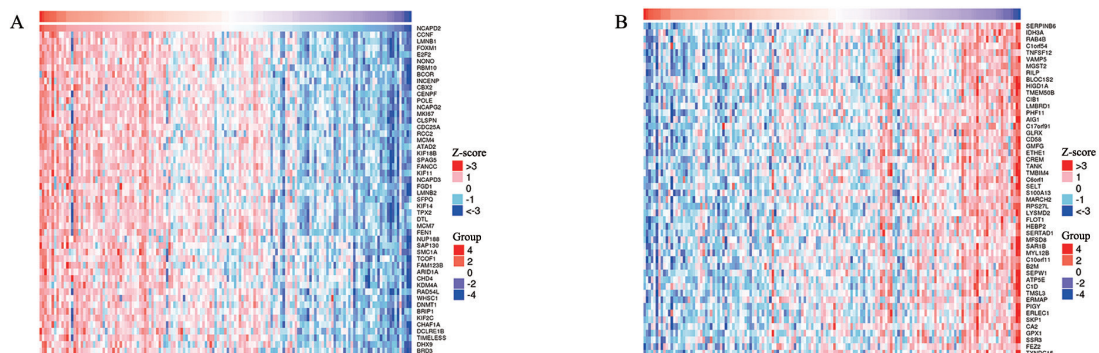 A
NCAPD2
CCNF
LMNB1
FOXM1
E2F2
NONO
RBM10
BCOR
INCENP
CBX2
CENPF
POLE
NCAPG2
MKI67
CLSPN
CDC25A
RCC2
MCM4
ATAD2
KIF18B
SPAG5
FANCC
KIF11
NCAPD3
FGD1
LMNB2
SFPQ
KIF14
TPX2
DTL
MCM7
FEN1
NUP188
SAP130
SMC1A
TCOF1
FAM123B
ARID1A
CHD4
KDM4A
RAD54L
WHSC1
DNMT1
BRIP1
KIF2C
CHAF1A
DCLRE1B
TIMELESS
DHX9
BRD3
Z-score
>3
1
0
-1
<-3
Group
4
2
0
-2
-4
B
SERPINB6
IDH3A
RAB4B
C1orf54
TNFSF12
VAMP5
MGST2
RILP
BLOC1S2
HIGD1A
TMEM50B
CIB1
LMBRD1
PHF11
AIG1
C17orf91
GLRX
CD58
GMFG
ETHE1
CREM
TANK
TMBIM4
C6orf1
SELT
S100A13
MARCH2
RPS27L
LYSMD2
FLOT1
HEBP2
SERTAD1
MFSD8
SAR1B
MYL12B
C10orf11
B2M
SEPW1
ATP5E
C1D
TMSL3
ERMAP
PIGY
ERLEC1
SKP1
CA2
GPX1
SSR3
FEZ2
Z-score
>3
1
0
-1
<-3
Group
4
2
0
-2
-4